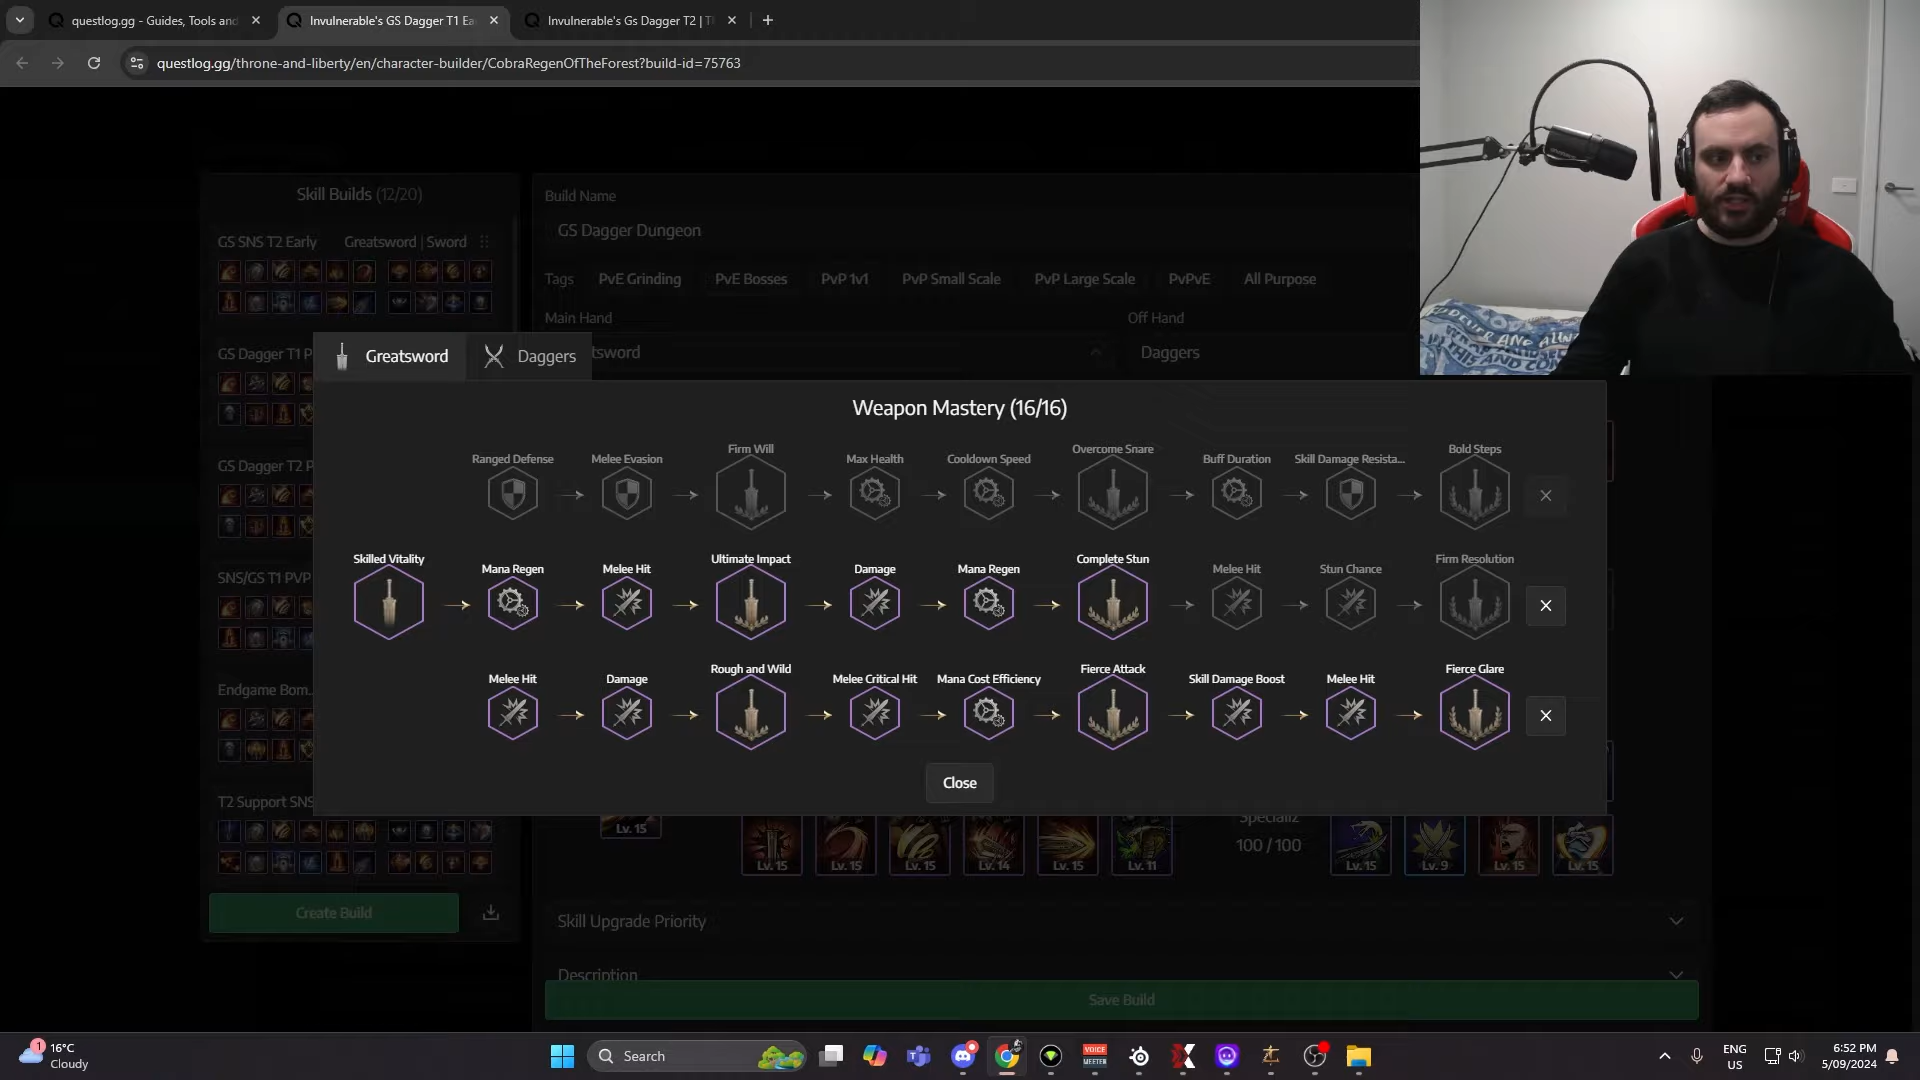 questlog.gg - Guides, Tools and
Invulnerable's GS Dagger T1 Ea
Invulnerable's Gs Dagger T2 | T
questlog.gg/throne-and-liberty/en/character-builder/CobraRegenOfTheForest?build-id=75763
Skill Builds (12/20)
GS SNS T2 Early Greatsword | Sword
GS Dagger T1 P
GS Dagger T2 P
SNS/GS T1 PVP
Endgame Bom...
T2 Support SNS
Create Build
Build Name
GS Dagger Dungeon
Tags PvE Grinding PvE Bosses PvP 1v1 PvP Small Scale PvP Large Scale PvPvE All Purpose
Main Hand Off Hand
tsword Daggers
Greatsword Daggers
Weapon Mastery (16/16)
Ranged Defense Melee Evasion Firm Will Max Health Cooldown Speed Overcome Snare Buff Duration Skill Damage Resista... Bold Steps
Skilled Vitality Mana Regen Melee Hit Ultimate Impact Damage Mana Regen Complete Stun Melee Hit Stun Chance Firm Resolution
Melee Hit Damage Rough and Wild Melee Critical Hit Mana Cost Efficiency Fierce Attack Skill Damage Boost Melee Hit Fierce Glare
Close
Specializ
100 / 100
Lv. 15
Lv. 15 Lv. 15 Lv. 15 Lv. 14 Lv. 15 Lv. 11 Lv. 15 Lv. 9 Lv. 15 Lv. 15
Skill Upgrade Priority
Description
Save Build
1
16°C
Cloudy
Search
VOICE
MEETER
ENG
US
6:52 PM
5/09/2024